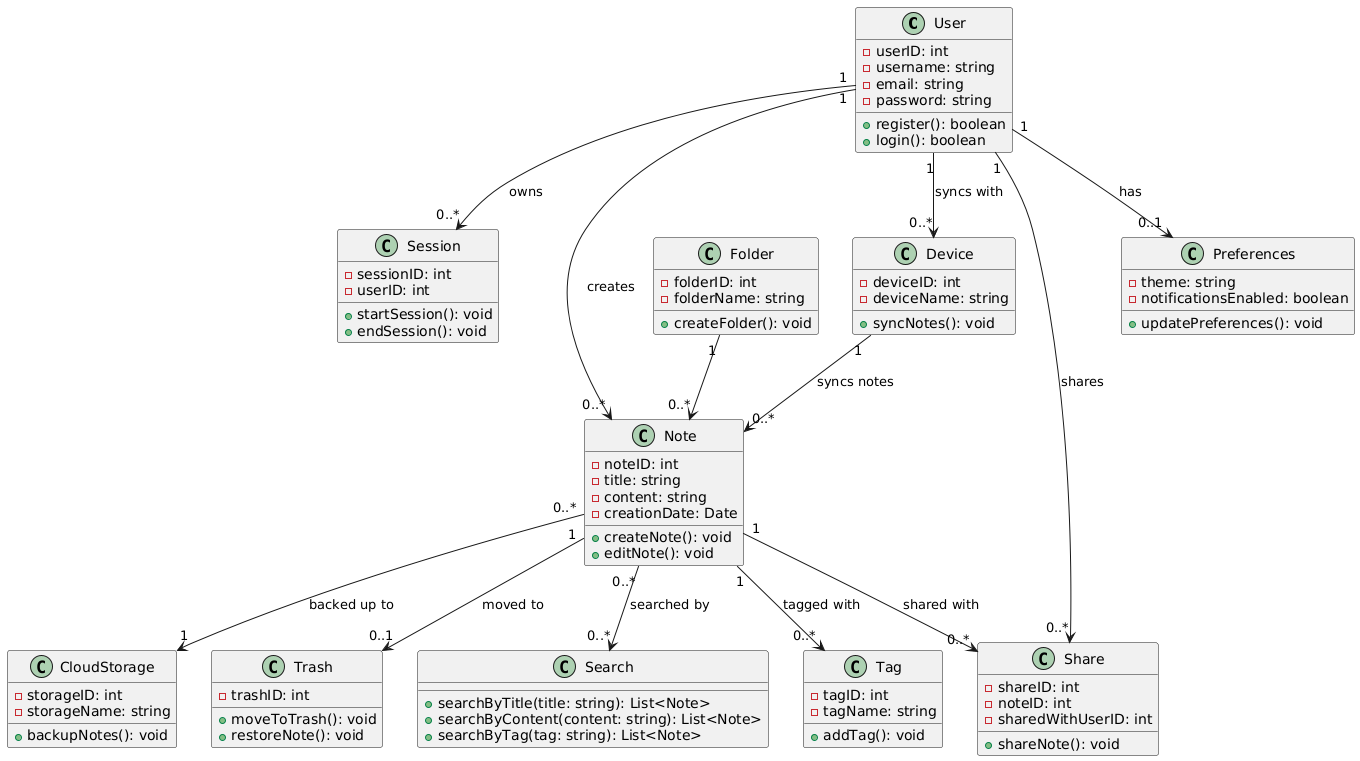 C User
userID: int
username: string
email: string
password: string
register(): boolean
login(): boolean
1
1
1
1
1
owns
0..*
creates
0..*
syncs with
0..*
shares
0..*
has
0..1
C Session
sessionID: int
userID: int
startSession(): void
endSession(): void
C Folder
folderID: int
folderName: string
createFolder(): void
1
0..*
C Device
deviceID: int
deviceName: string
syncNotes(): void
1
syncs notes
0..*
C Preferences
theme: string
notificationsEnabled: boolean
updatePreferences(): void
C Note
noteID: int
title: string
content: string
creationDate: Date
createNote(): void
editNote(): void
0..*
backed up to
1
1
moved to
0..1
0..*
searched by
0..*
1
tagged with
0..*
1
shared with
0..*
C CloudStorage
storageID: int
storageName: string
backupNotes(): void
C Trash
trashID: int
moveToTrash(): void
restoreNote(): void
C Search
searchByTitle(title: string): List<Note>
searchByContent(content: string): List<Note>
searchByTag(tag: string): List<Note>
C Tag
tagID: int
tagName: string
addTag(): void
C Share
shareID: int
noteID: int
sharedWithUserID: int
shareNote(): void